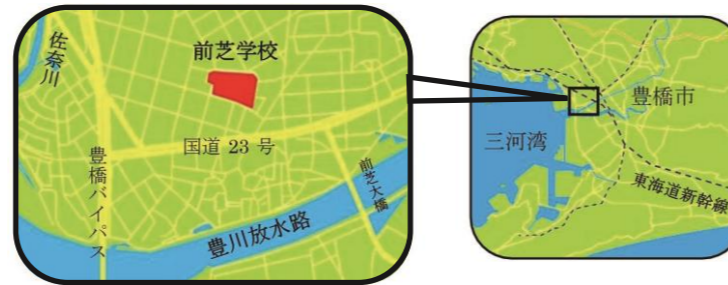 佐奈川
前芝学校
国道 23 号
豊橋バイパス
前芝大橋
豊川放水路
豊橋市
三河湾
東海道新幹線